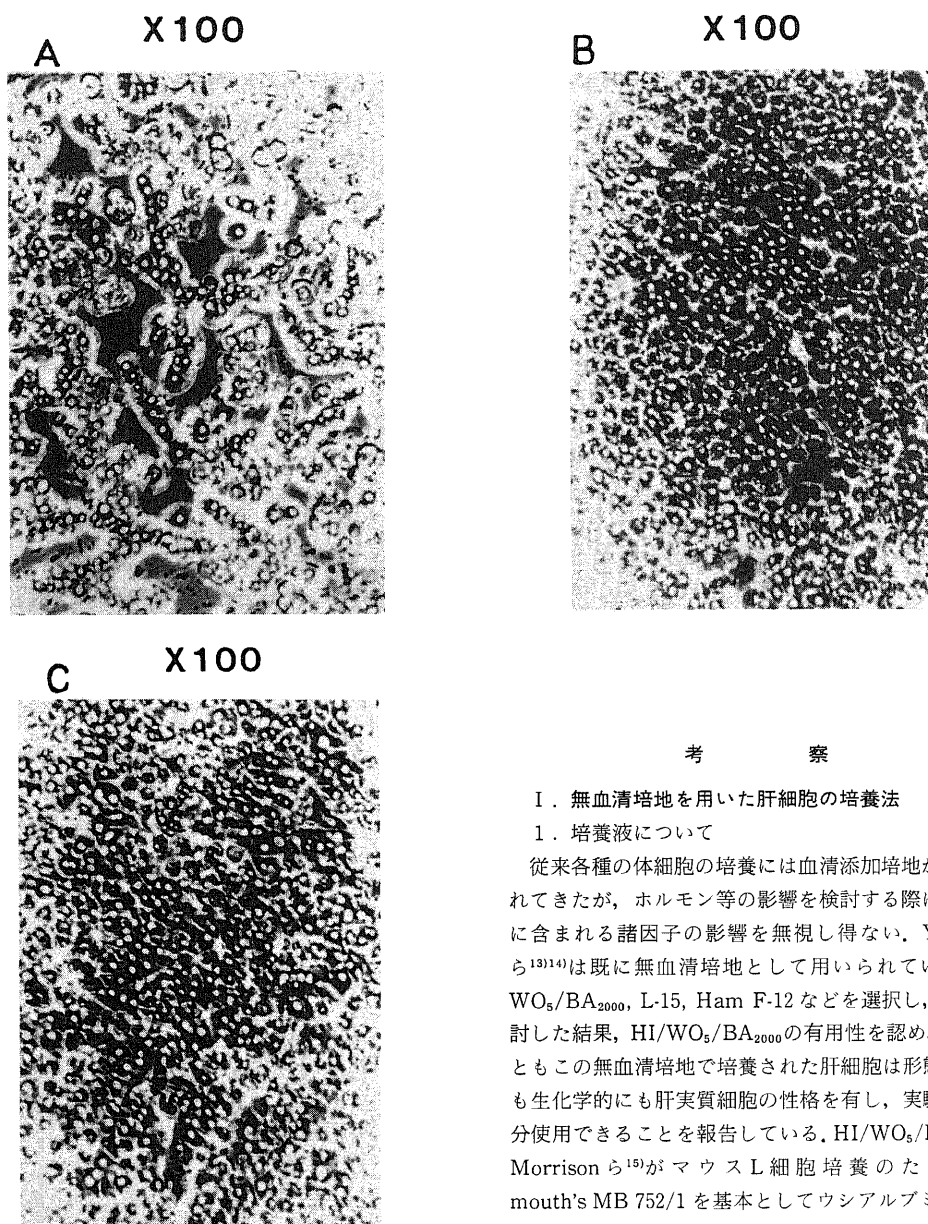 X100
A
X100
B
X100
C
考 察
I．無血清培地を用いた肝細胞の培養法
1．培養液について
従来各種の体細胞の培養には血清添加培地が
れてきたが，ホルモン等の影響を検討する際に
に含まれる諸因子の影響を無視し得ない．Y
ら¹³⁾¹⁴⁾は既に無血清培地として用いられてい
WO₅/BA₂₀₀₀, L-15, Ham F-12 などを選択し，
討した結果，HI/WO₅/BA₂₀₀₀の有用性を認め
ともこの無血清培地で培養された肝細胞は形態
も生化学的にも肝実質細胞の性格を有し，実験
分使用できることを報告している．HI/WO₅/
Morrison ら¹⁵⁾が マ ウ ス L 細 胞 培 養 の た
mouth's MB 752/1 を基本としてウシアルブミ